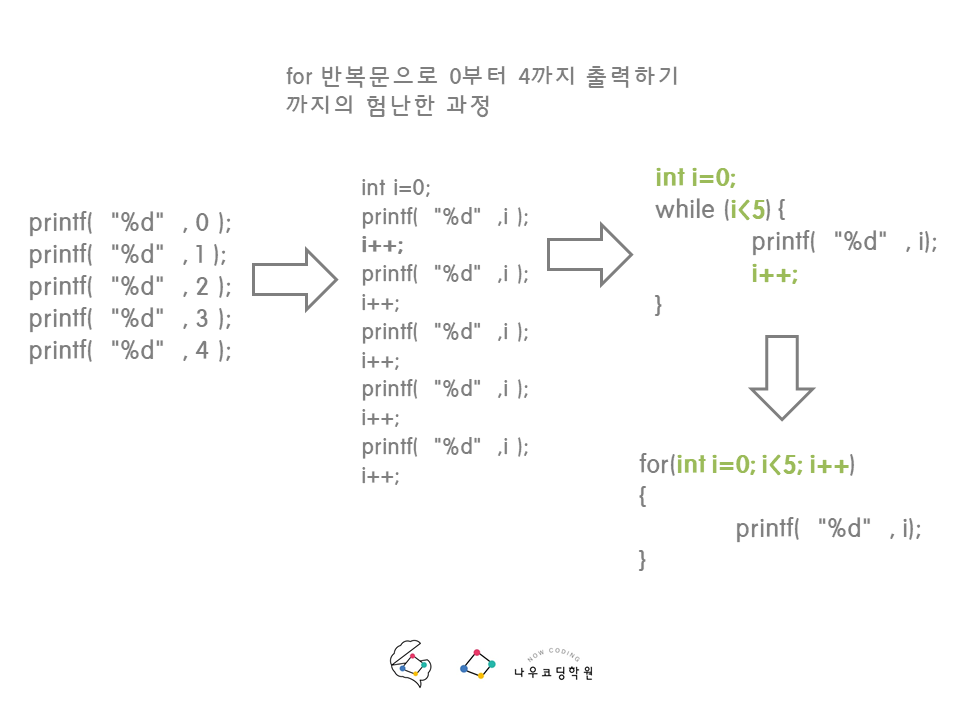 for 반복문으로 0부터 4까지 출력하기
까지의 험난한 과정
printf( "%d" , 0 );
printf( "%d" , 1 );
printf( "%d" , 2 );
printf( "%d" , 3 );
printf( "%d" , 4 );
int i=0;
printf( "%d" ,i );
i++;
printf( "%d" ,i );
i++;
printf( "%d" ,i );
i++;
printf( "%d" ,i );
i++;
printf( "%d" ,i );
i++;
int i=0;
while (i<5) {
printf( "%d" , i);
i++;
}
for(int i=0; i<5; i++)
{
printf( "%d" , i);
}
NOW CODING
나우코딩학원